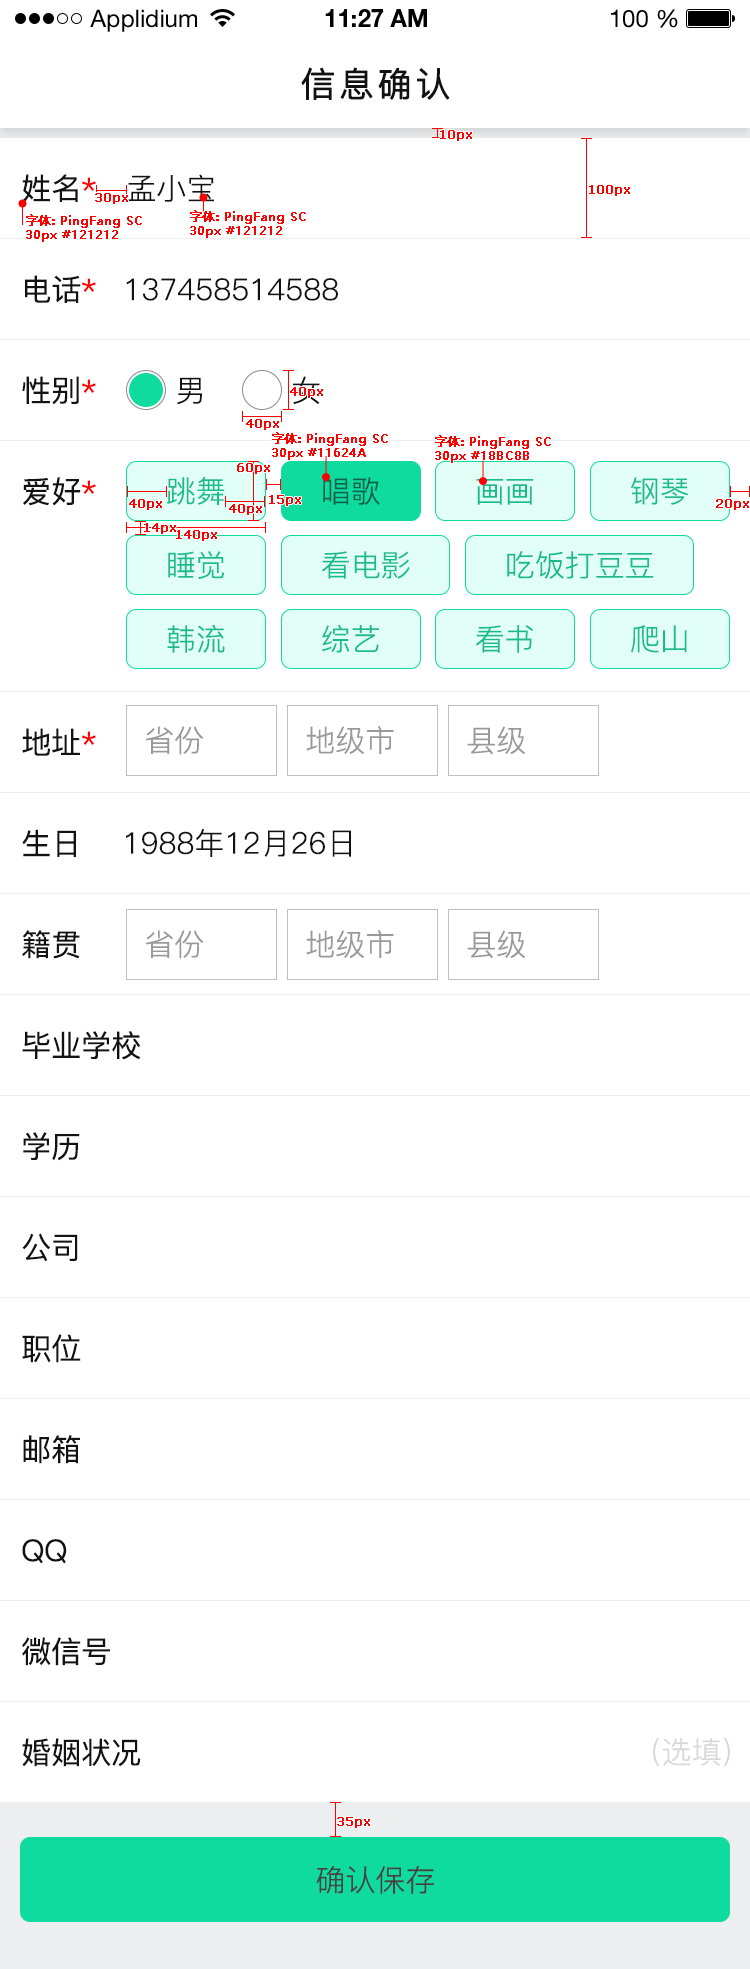 ●●●○○ Applidium 11:27 AM 100 %
信息确认
10px
姓名* 孟小宝
30px
100px
字体: PingFang SC
30px #121212
字体: PingFang SC
30px #121212
电话* 137458514588
性别* 男 女
40px
40px
字体: PingFang SC
30px #11624A
字体: PingFang SC
30px #18BC8B
爱好* 跳舞 唱歌 画画 钢琴
60px
40px
40px
15px
20px
14px
140px
睡觉 看电影 吃饭打豆豆
韩流 综艺 看书 爬山
地址* 省份 地级市 县级
生日 1988年12月26日
籍贯 省份 地级市 县级
毕业学校
学历
公司
职位
邮箱
QQ
微信号
婚姻状况 (选填)
35px
确认保存